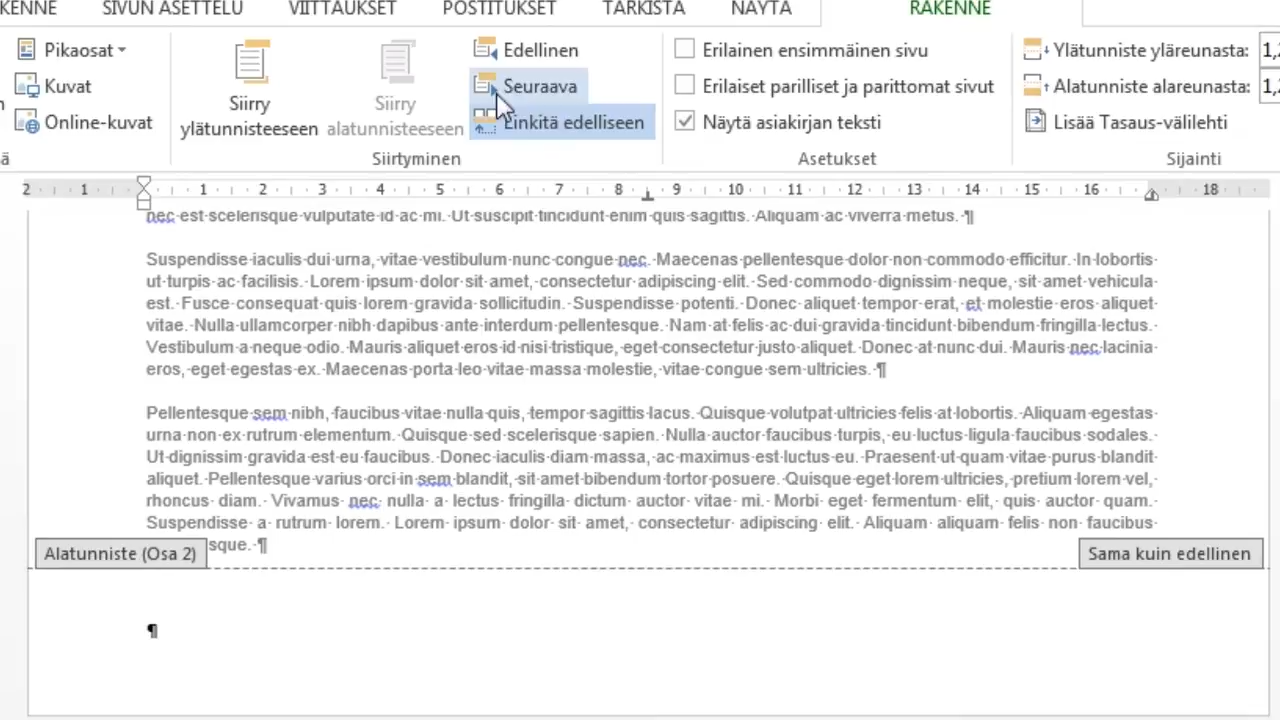 KENNE SIVUN ASETTELU VIITTAUKSET POSTITUKSET TARKISTA NÄYTÄ RAKENNE
Pikaosat
Kuvat
Online-kuvat
Siirry
ylätunnisteeseen
Siirry
alatunnisteeseen
Edellinen
Seuraava
Linkitä edelliseen
Siirtyminen
Erilainen ensimmäinen sivu
Erilaiset parilliset ja parittomat sivut
Näytä asiakirjan teksti
Asetukset
Ylätunniste yläreunasta: 1,2
Alatunniste alareunasta: 1,2
Lisää Tasaus-välilehti
Sijainti
2 1 1 2 3 4 5 6 7 8 9 10 11 12 13 14 15 16 18
nec·est·scelerisque·vulputate·id·ac·mi.·Ut·suscipit·tincidunt·enim·quis·sagittis.·Aliquam·ac·viverra·metus.·¶
Suspendisse·iaculis·dui·urna,·vitae·vestibulum·nunc·congue·nec.·Maecenas·pellentesque·dolor·non·commodo·efficitur.·In·lobortis·
ut·turpis·ac·facilisis.·Lorem·ipsum·dolor·sit·amet,·consectetur·adipiscing·elit.·Sed·commodo·dignissim·neque,·sit·amet·vehicula·
est.·Fusce·consequat·quis·lorem·gravida·sollicitudin.·Suspendisse·potenti.·Donec·aliquet·tempor·erat,·et·molestie·eros·aliquet·
vitae.·Nulla·ullamcorper·nibh·dapibus·ante·interdum·pellentesque.·Nam·at·felis·ac·dui·gravida·tincidunt·bibendum·fringilla·lectus.·
Vestibulum·a·neque·odio.·Mauris·aliquet·eros·id·nisi·tristique,·eget·consectetur·justo·aliquet.·Donec·at·nunc·dui.·Mauris·nec·lacinia·
eros,·eget·egestas·ex.·Maecenas·porta·leo·vitae·massa·molestie,·vitae·congue·sem·ultricies.·¶
Pellentesque·sem·nibh,·faucibus·vitae·nulla·quis,·tempor·sagittis·lacus.·Quisque·volutpat·ultricies·felis·at·lobortis.·Aliquam·egestas·
urna·non·ex·rutrum·elementum.·Quisque·sed·scelerisque·sapien.·Nulla·auctor·faucibus·turpis,·eu·luctus·ligula·faucibus·sodales.·
Ut·dignissim·gravida·est·eu·faucibus.·Donec·iaculis·diam·massa,·ac·maximus·est·luctus·eu.·Praesent·ut·quam·vitae·purus·blandit·
aliquet.·Pellentesque·varius·orci·in·sem·blandit,·sit·amet·bibendum·tortor·posuere.·Quisque·eget·lorem·ultricies,·pretium·lorem·vel,·
rhoncus·diam.·Vivamus·nec·nulla·a·lectus·fringilla·dictum·auctor·vitae·mi.·Morbi·eget·fermentum·elit,·quis·auctor·quam.·
Suspendisse·a·rutrum·lorem.·Lorem·ipsum·dolor·sit·amet,·consectetur·adipiscing·elit.·Aliquam·aliquam·felis·non·faucibus·
sque.·¶
Alatunniste (Osa 2)
Sama kuin edellinen
¶